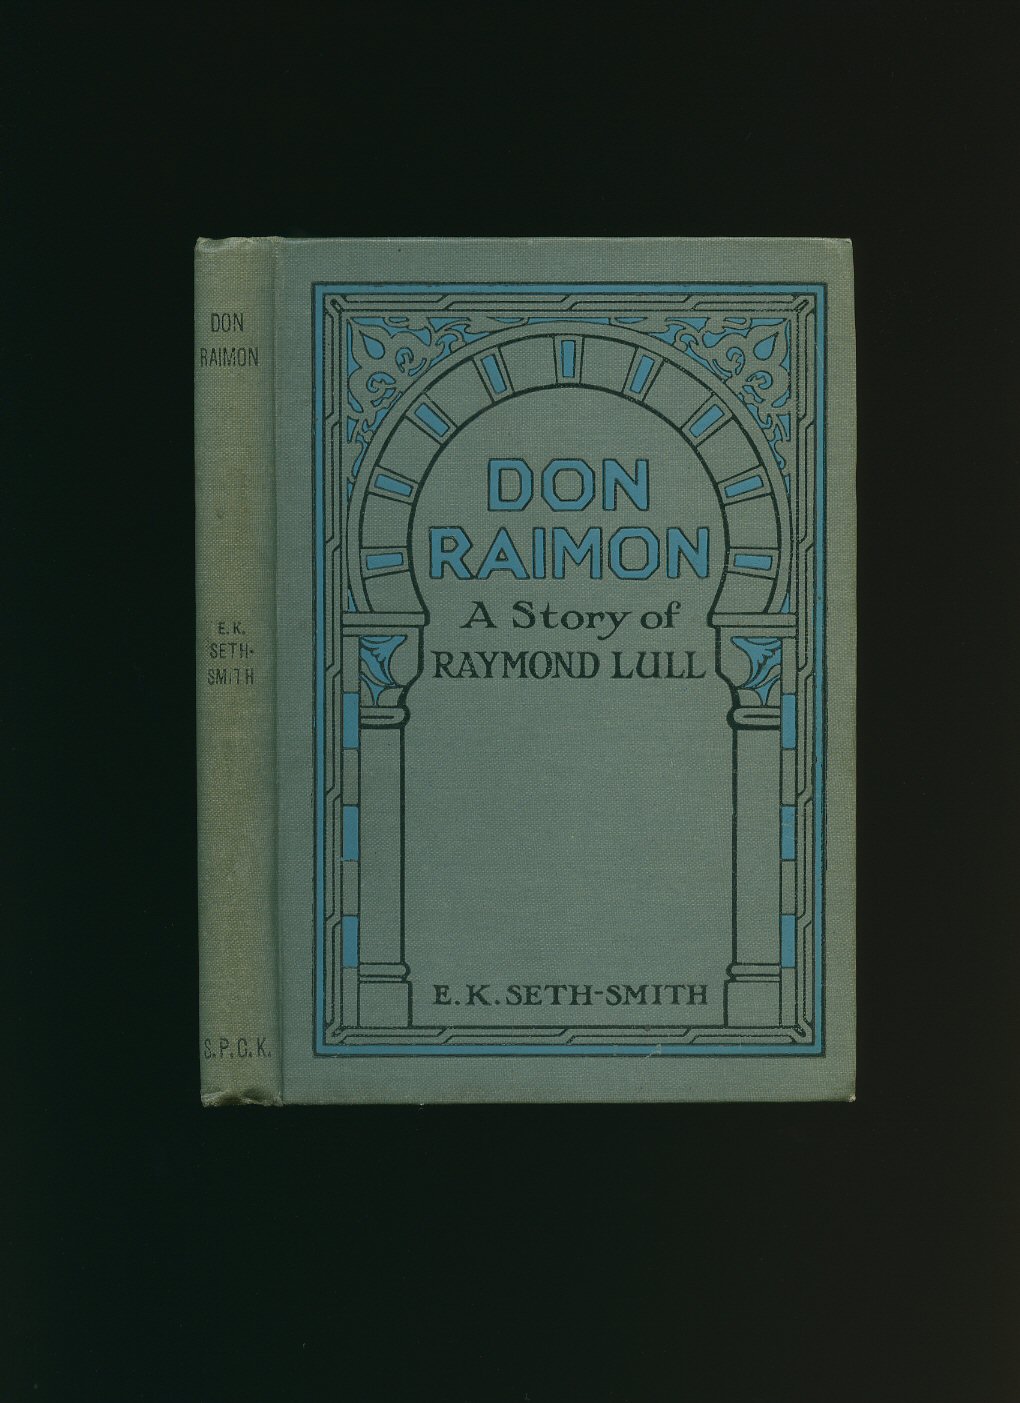 DON
RAIMON
E. K.
SETH-
SMITH
S. P. C. K.
DON
RAIMON
A Story of
RAYMOND LULL
E. K. SETH-SMITH